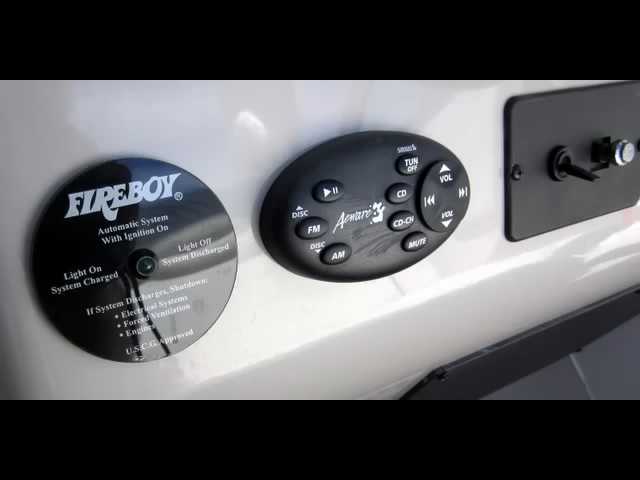 FIREBOY®
Automatic System
With Ignition On
Light Off
System Discharged
Light On
System Charged
If System Discharges, Shutdown:
• Electrical Systems
• Forced Ventilation
• Engines
U.S.C.G. Approved
SIRIUS
TUN
OFF
VOL
CD
DISC
FM
Aqware
CD-CH
VOL
DISC
AM
MUTE